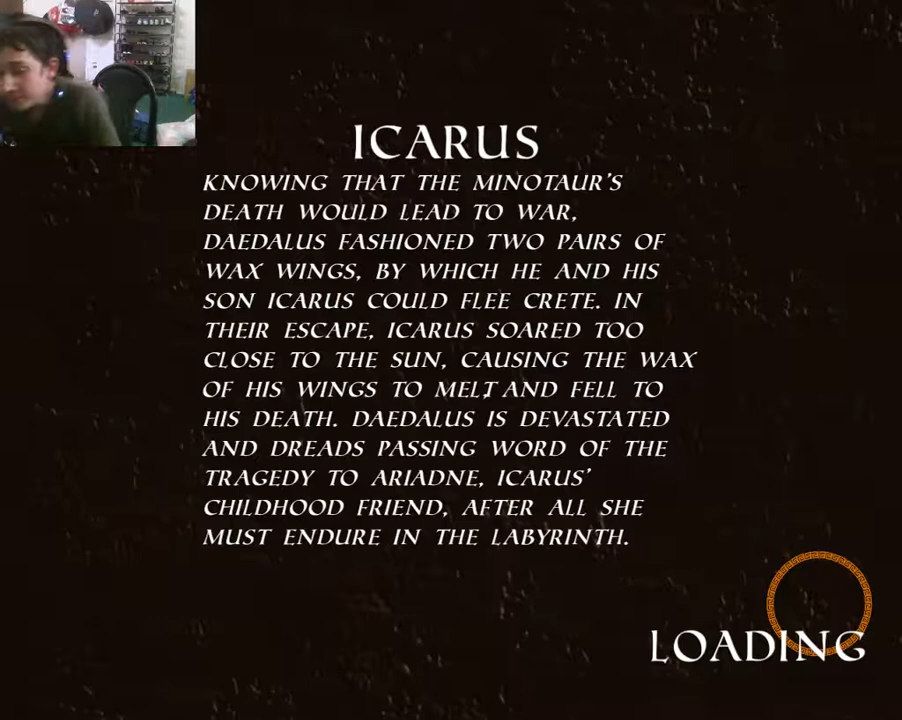 ICARUS
KNOWING THAT THE MINOTAUR'S
DEATH WOULD LEAD TO WAR,
DAEDALUS FASHIONED TWO PAIRS OF
WAX WINGS, BY WHICH HE AND HIS
SON ICARUS COULD FLEE CRETE. IN
THEIR ESCAPE, ICARUS SOARED TOO
CLOSE TO THE SUN, CAUSING THE WAX
OF HIS WINGS TO MELT AND FELL TO
HIS DEATH. DAEDALUS IS DEVASTATED
AND DREADS PASSING WORD OF THE
TRAGEDY TO ARIADNE, ICARUS'
CHILDHOOD FRIEND, AFTER ALL SHE
MUST ENDURE IN THE LABYRINTH.
LOADING